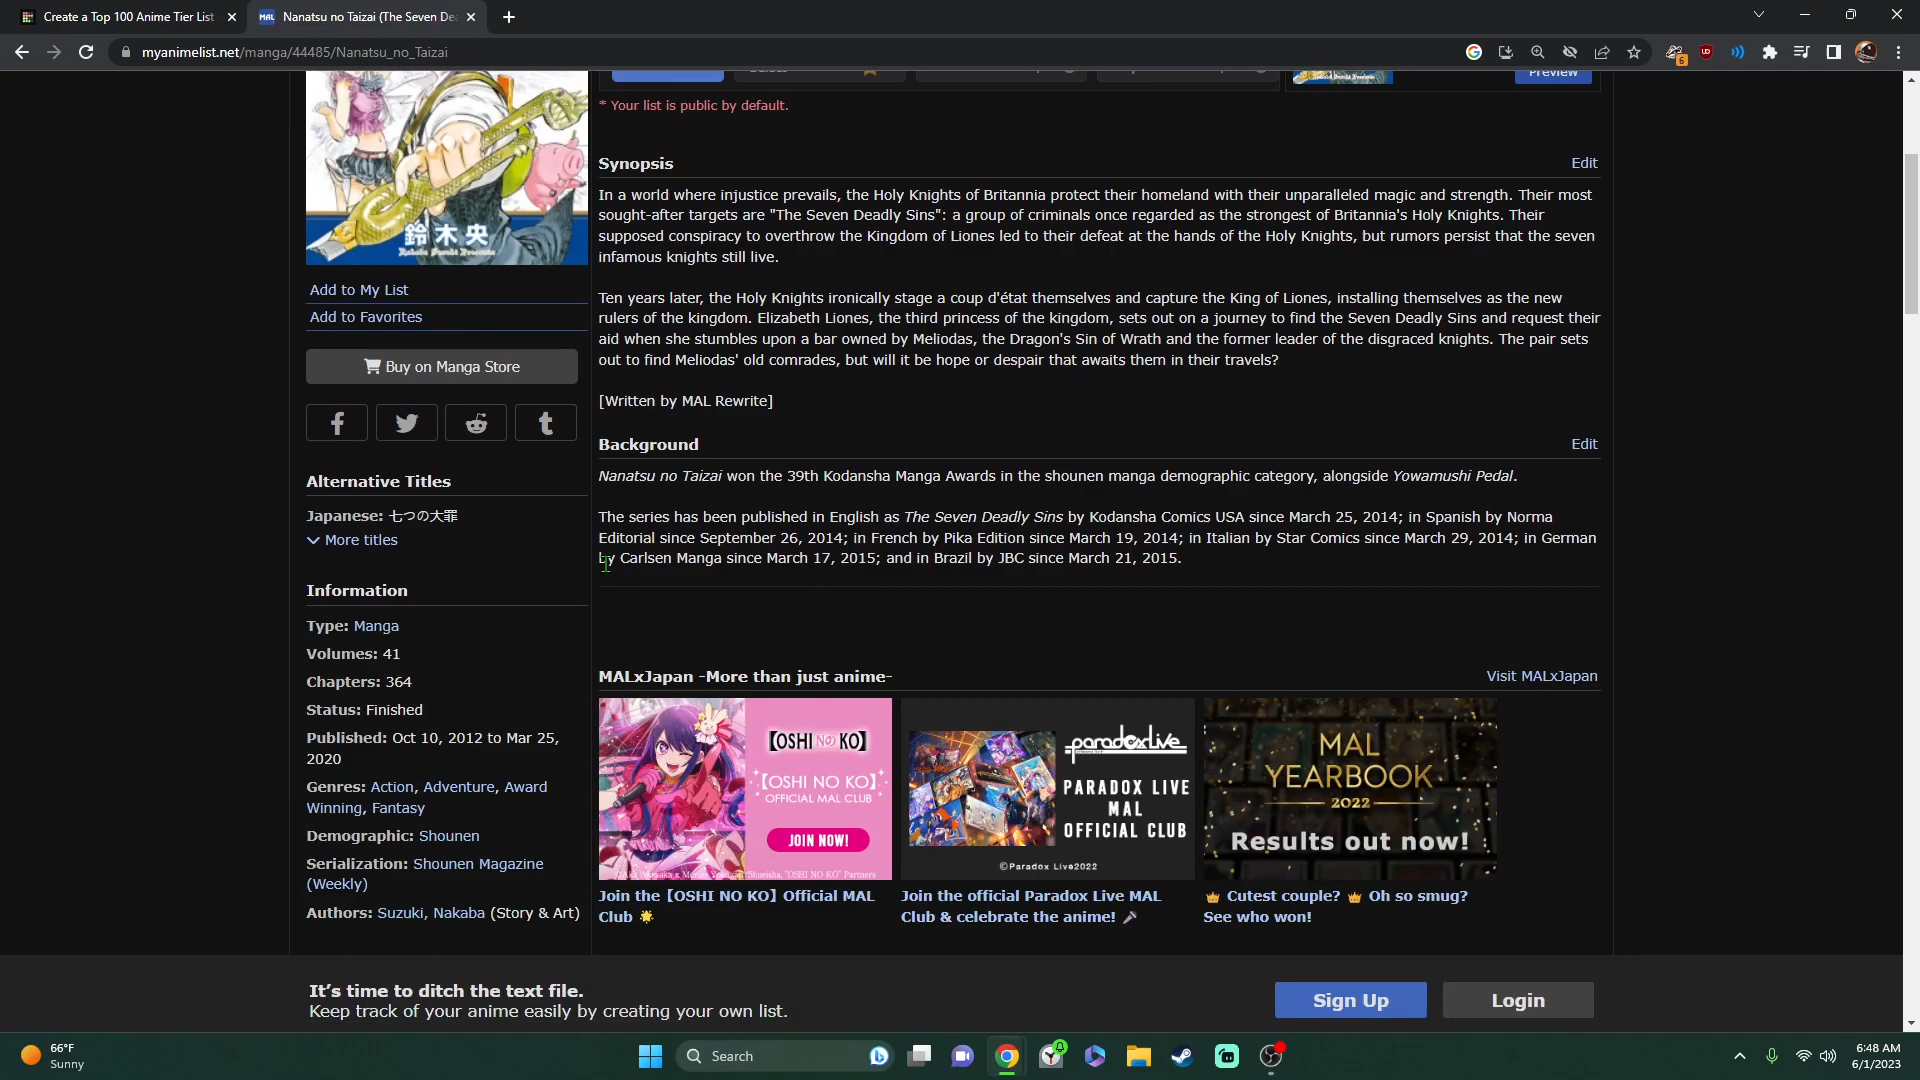 Create a Top 100 Anime Tier List
Nanatsu no Taizai (The Seven De
myanimelist.net/manga/44485/Nanatsu_no_Taizai
6
Preview
* Your list is public by default.
鈴木央
Nakaba Suzuki Presents
Synopsis
Edit
In a world where injustice prevails, the Holy Knights of Britannia protect their homeland with their unparalleled magic and strength. Their most
sought-after targets are "The Seven Deadly Sins": a group of criminals once regarded as the strongest of Britannia's Holy Knights. Their
supposed conspiracy to overthrow the Kingdom of Liones led to their defeat at the hands of the Holy Knights, but rumors persist that the seven
infamous knights still live.
Ten years later, the Holy Knights ironically stage a coup d'état themselves and capture the King of Liones, installing themselves as the new
rulers of the kingdom. Elizabeth Liones, the third princess of the kingdom, sets out on a journey to find the Seven Deadly Sins and request their
aid when she stumbles upon a bar owned by Meliodas, the Dragon's Sin of Wrath and the former leader of the disgraced knights. The pair sets
out to find Meliodas' old comrades, but will it be hope or despair that awaits them in their travels?
[Written by MAL Rewrite]
Background
Edit
Nanatsu no Taizai won the 39th Kodansha Manga Awards in the shounen manga demographic category, alongside Yowamushi Pedal.
The series has been published in English as The Seven Deadly Sins by Kodansha Comics USA since March 25, 2014; in Spanish by Norma
Editorial since September 26, 2014; in French by Pika Edition since March 19, 2014; in Italian by Star Comics since March 29, 2014; in German
by Carlsen Manga since March 17, 2015; and in Brazil by JBC since March 21, 2015.
Add to My List
Add to Favorites
Buy on Manga Store
Alternative Titles
Japanese: 七つの大罪
More titles
Information
Type: Manga
Volumes: 41
Chapters: 364
Status: Finished
Published: Oct 10, 2012 to Mar 25,
2020
Genres: Action, Adventure, Award
Winning, Fantasy
Demographic: Shounen
Serialization: Shounen Magazine
(Weekly)
Authors: Suzuki, Nakaba (Story & Art)
MALxJapan -More than just anime-
Visit MALxJapan
【OSHI NO KO】
【OSHI NO KO】
OFFICIAL MAL CLUB
JOIN NOW!
Join the【OSHI NO KO】Official MAL
Club
paradoxLive
PARADOX LIVE
MAL
OFFICIAL CLUB
©Paradox Live2022
Join the official Paradox Live MAL
Club & celebrate the anime!
MAL
YEARBOOK
2022
Results out now!
Cutest couple? Oh so smug?
See who won!
It's time to ditch the text file.
Keep track of your anime easily by creating your own list.
Sign Up
Login
66°F
Sunny
Search
6:48 AM
6/1/2023